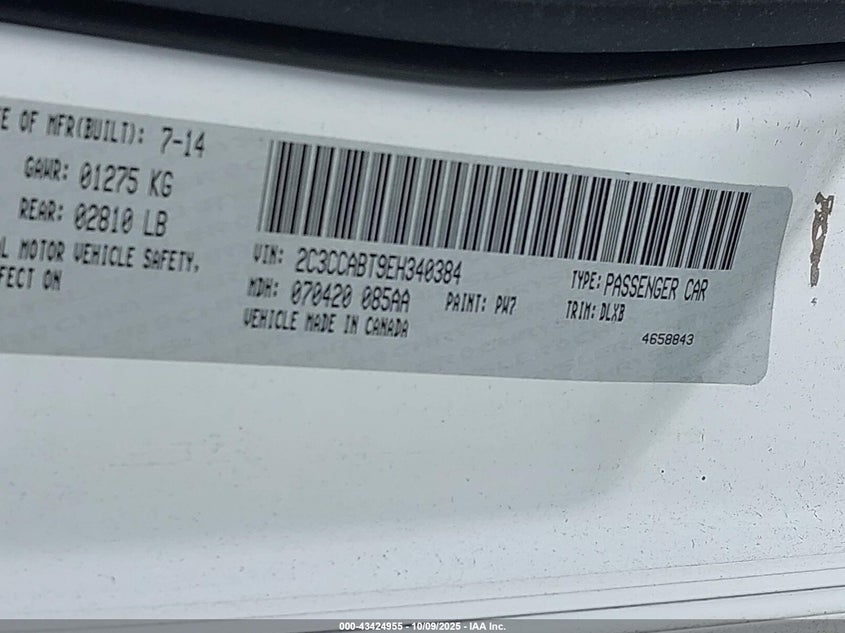 E OF MFR(BUILT): 7-14
GAWR: 01275 KG
REAR: 02810 LB
L MOTOR VEHICLE SAFETY,
FECT ON
VIN: 2C3CCABT9EH340384
MDH: 070420 085AA
PAINT: PW7
VEHICLE MADE IN CANADA
TYPE: PASSENGER CAR
TRIM: DLXB
4658843
000-43424955 - 10/09/2025 - IAA Inc.